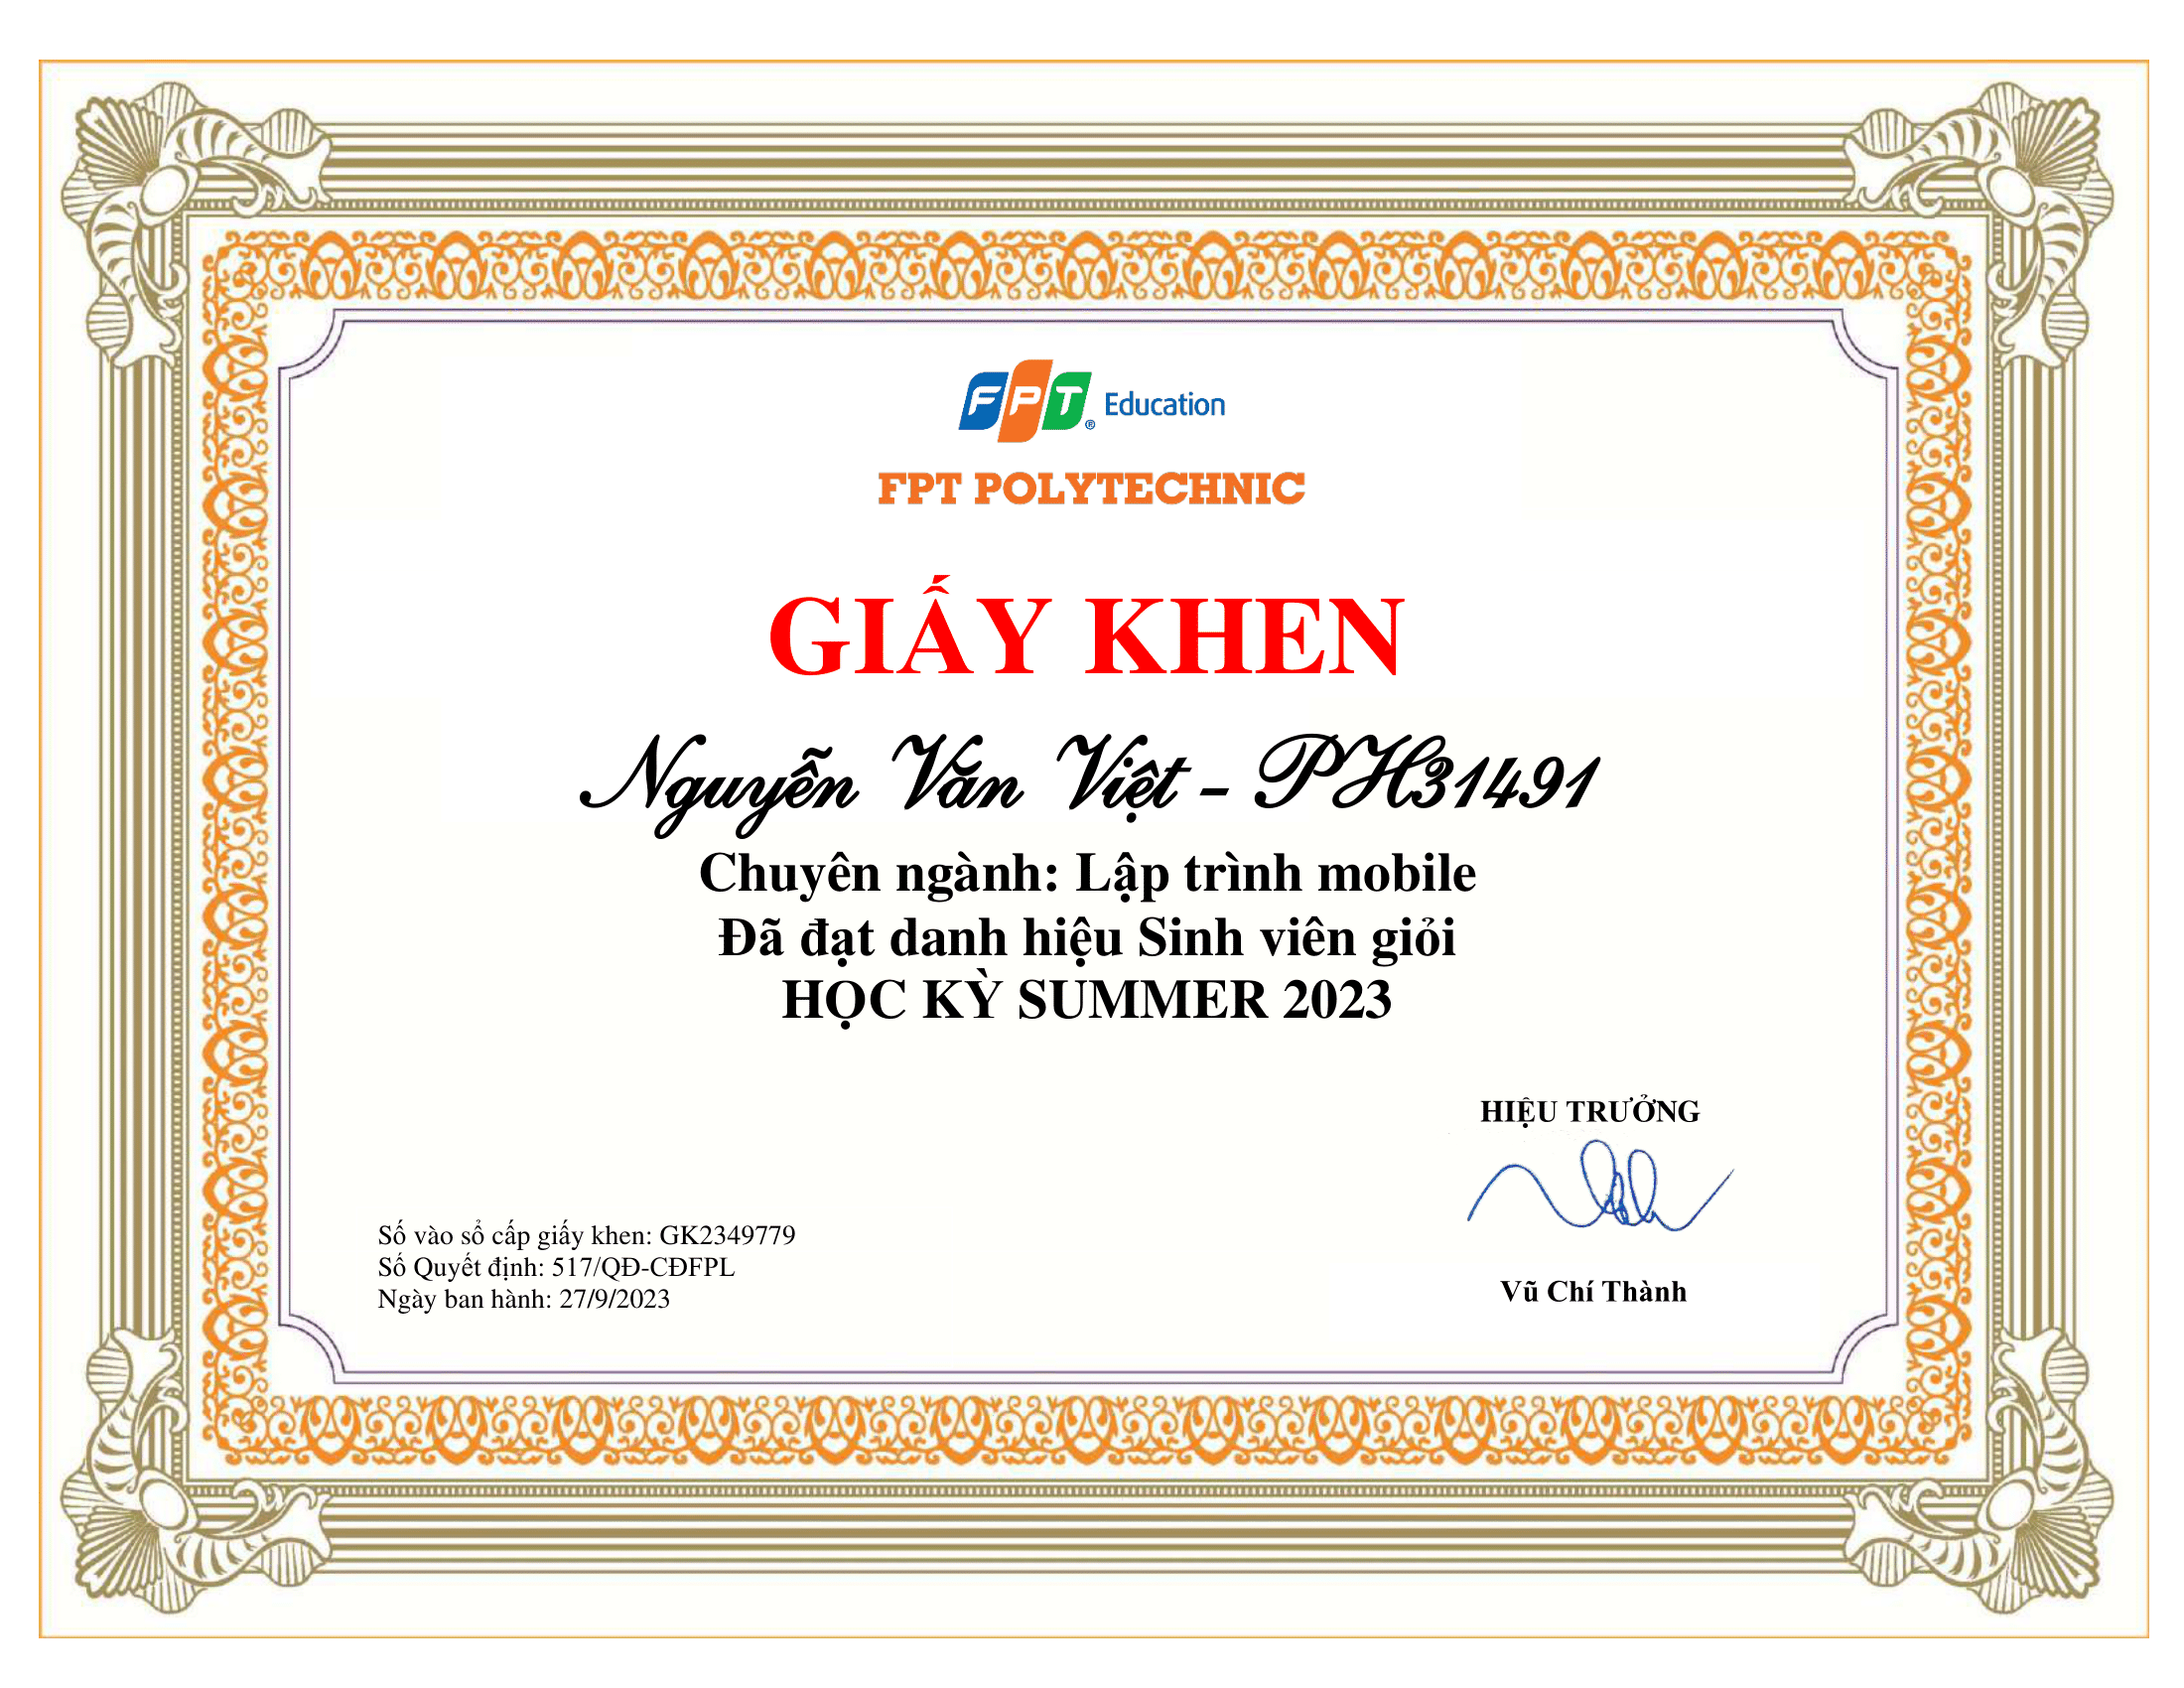 FPT® Education
FPT POLYTECHNIC
GIẤY KHEN
Nguyễn Văn Việt - PH31491
Chuyên ngành: Lập trình mobile
Đã đạt danh hiệu Sinh viên giỏi
HỌC KỲ SUMMER 2023
HIỆU TRƯỞNG
Số vào sổ cấp giấy khen: GK2349779
Số Quyết định: 517/QĐ-CĐFPL
Ngày ban hành: 27/9/2023
Vũ Chí Thành